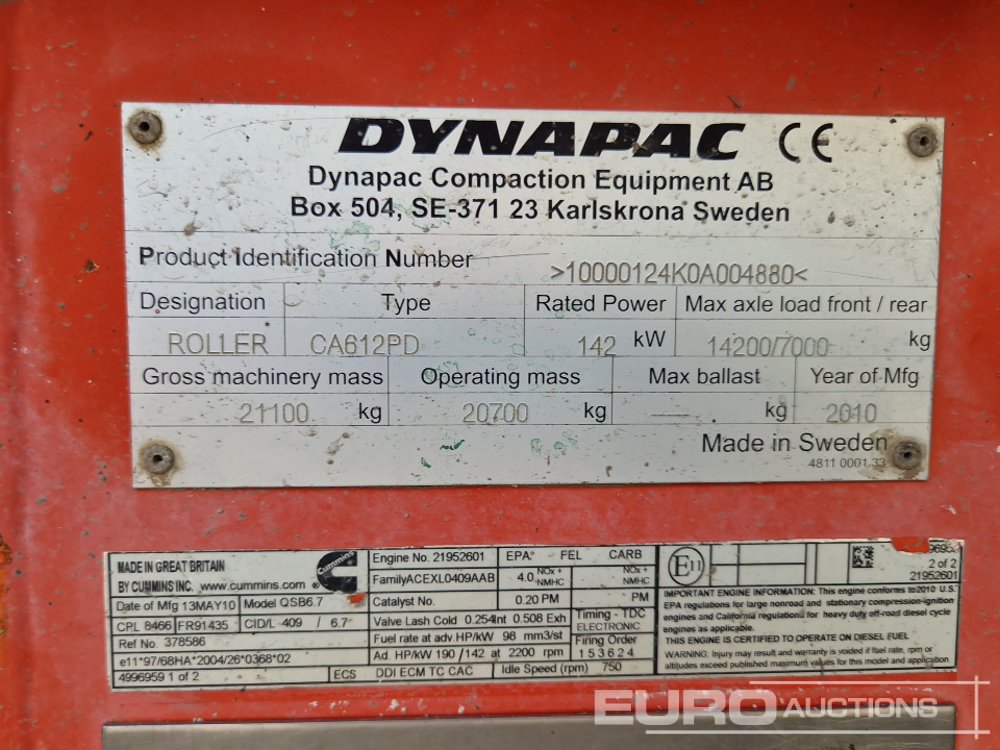 DYNAPAC CE
Dynapac Compaction Equipment AB
Box 504, SE-371 23 Karlskrona Sweden
Product Identification Number >10000124K0A004880<
Designation Type Rated Power Max axle load front / rear
ROLLER CA612PD 142 kW 14200/7000 kg
Gross machinery mass Operating mass Max ballast Year of Mfg
21100 kg 20700 kg kg 2010
Made in Sweden
4811 0001 33
MADE IN GREAT BRITAIN
BY CUMMINS INC. www.cummins.com
Cummins
Date of Mfg 13MAY10 Model QSB6.7
CPL 8466 FR91435 CID/L 409 / 6.7
Ref No 378586
e11*97/68HA*2004/26*0368*02
4996959 1 of 2 ECS DDI ECM TC CAC Idle Speed (rpm) 750
Engine No. 21952601 EPA FEL CARB
Family ACEXL0409AAB 4.0 NOx + NMHC NOx + NMHC
Catalyst No. 0.20 PM PM
Valve Lash Cold 0.254Int 0.508 Exh Timing - TDC ELECTRONIC
Fuel rate at adv HP/kW 98 mm3/st Firing Order
Ad. HP/kW 190 /142 at 2200 rpm 1 5 3 6 2 4
E11
2 of 2
21952601
IMPORTANT ENGINE INFORMATION: This engine conforms to 2010 U.S.
EPA regulations for large nonroad and stationary compression-ignition
engines and California regulations for heavy duty off-road diesel cycle
engines as applicable.
THIS ENGINE IS CERTIFIED TO OPERATE ON DIESEL FUEL
WARNING: Injury may result and warranty is voided if fuel rate, rpm or
altitudes exceed published maximum values for this model and application
EURO AUCTIONS